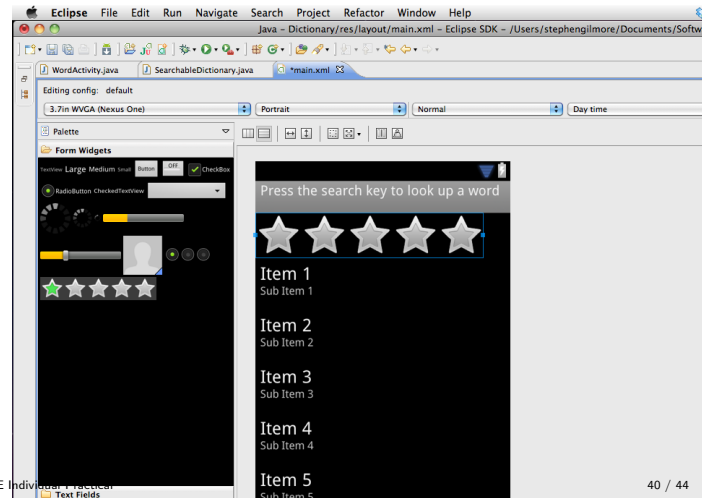 Eclipse File Edit Run Navigate Search Project Refactor Window Help
Java – Dictionary/res/layout/main.xml – Eclipse SDK – /Users/stephengilmore/Documents/Softw
WordActivity.java SearchableDictionary.java *main.xml
Editing config: default
3.7in WVGA (Nexus One) Portrait Normal Day time
Palette
Form Widgets
TextView Large Medium Small Button OFF CheckBox
RadioButton CheckedTextView
Press the search key to look up a word
Item 1
Sub Item 1
Item 2
Sub Item 2
Item 3
Sub Item 3
Item 4
Sub Item 4
Item 5
Sub Item 5
E Individual Practical 40 / 44
Text Fields